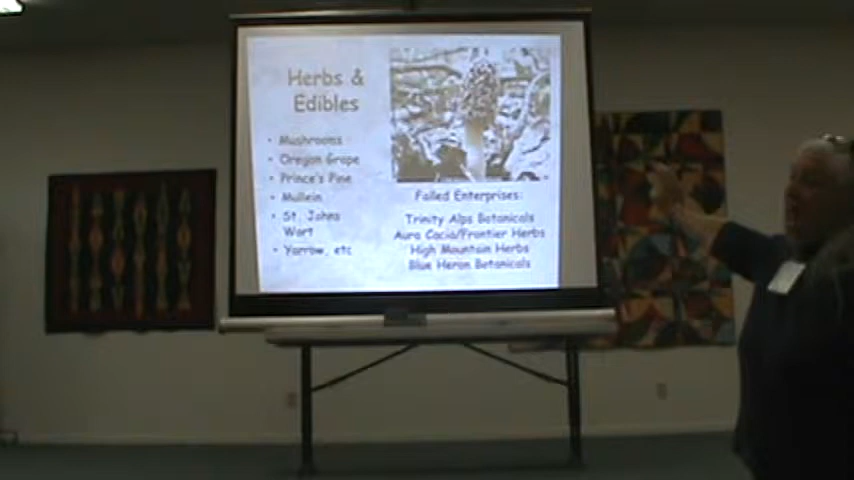 Herbs &
Edibles
• Mushrooms
• Oregon Grape
• Prince's Pine
• Mullein
• St. Johns
Wort
• Yarrow, etc
Failed Enterprises:
Trinity Alps Botanicals
Aura Cacia/Frontier Herbs
High Mountain Herbs
Blue Heron Botanicals